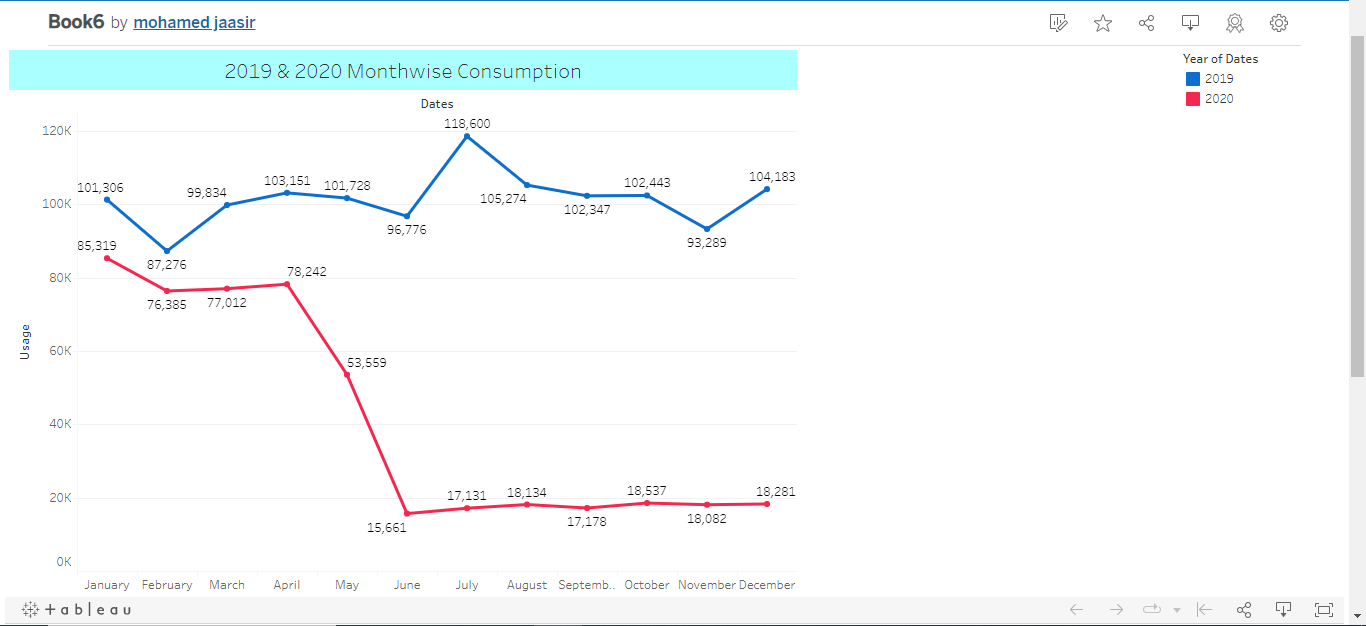 Book6 by mohamed jaasir
2019 & 2020 Monthwise Consumption
Year of Dates
2019
2020
Dates
Usage
120K
100K
80K
60K
40K
20K
0K
101,306
87,276
99,834
103,151
101,728
96,776
118,600
105,274
102,347
102,443
93,289
104,183
85,319
76,385
77,012
78,242
53,559
15,661
17,131
18,134
17,178
18,537
18,082
18,281
January February March April May June July August Septemb.. October November December
+ableau